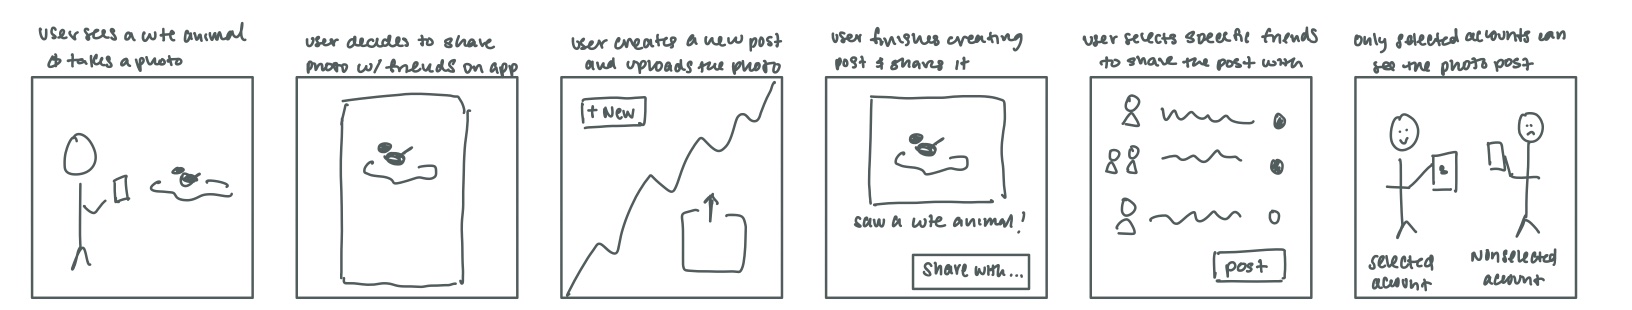 user sees a cute animal
& takes a photo
user decides to share
photo w/ friends on app
user creates a new post
and uploads the photo
+ New
user finishes creating
post & shares it
saw a cute animal!
Share with...
user selects specific friends
to share the post with
post
only selected accounts can
see the photo post
selected
account
Nonselected
account